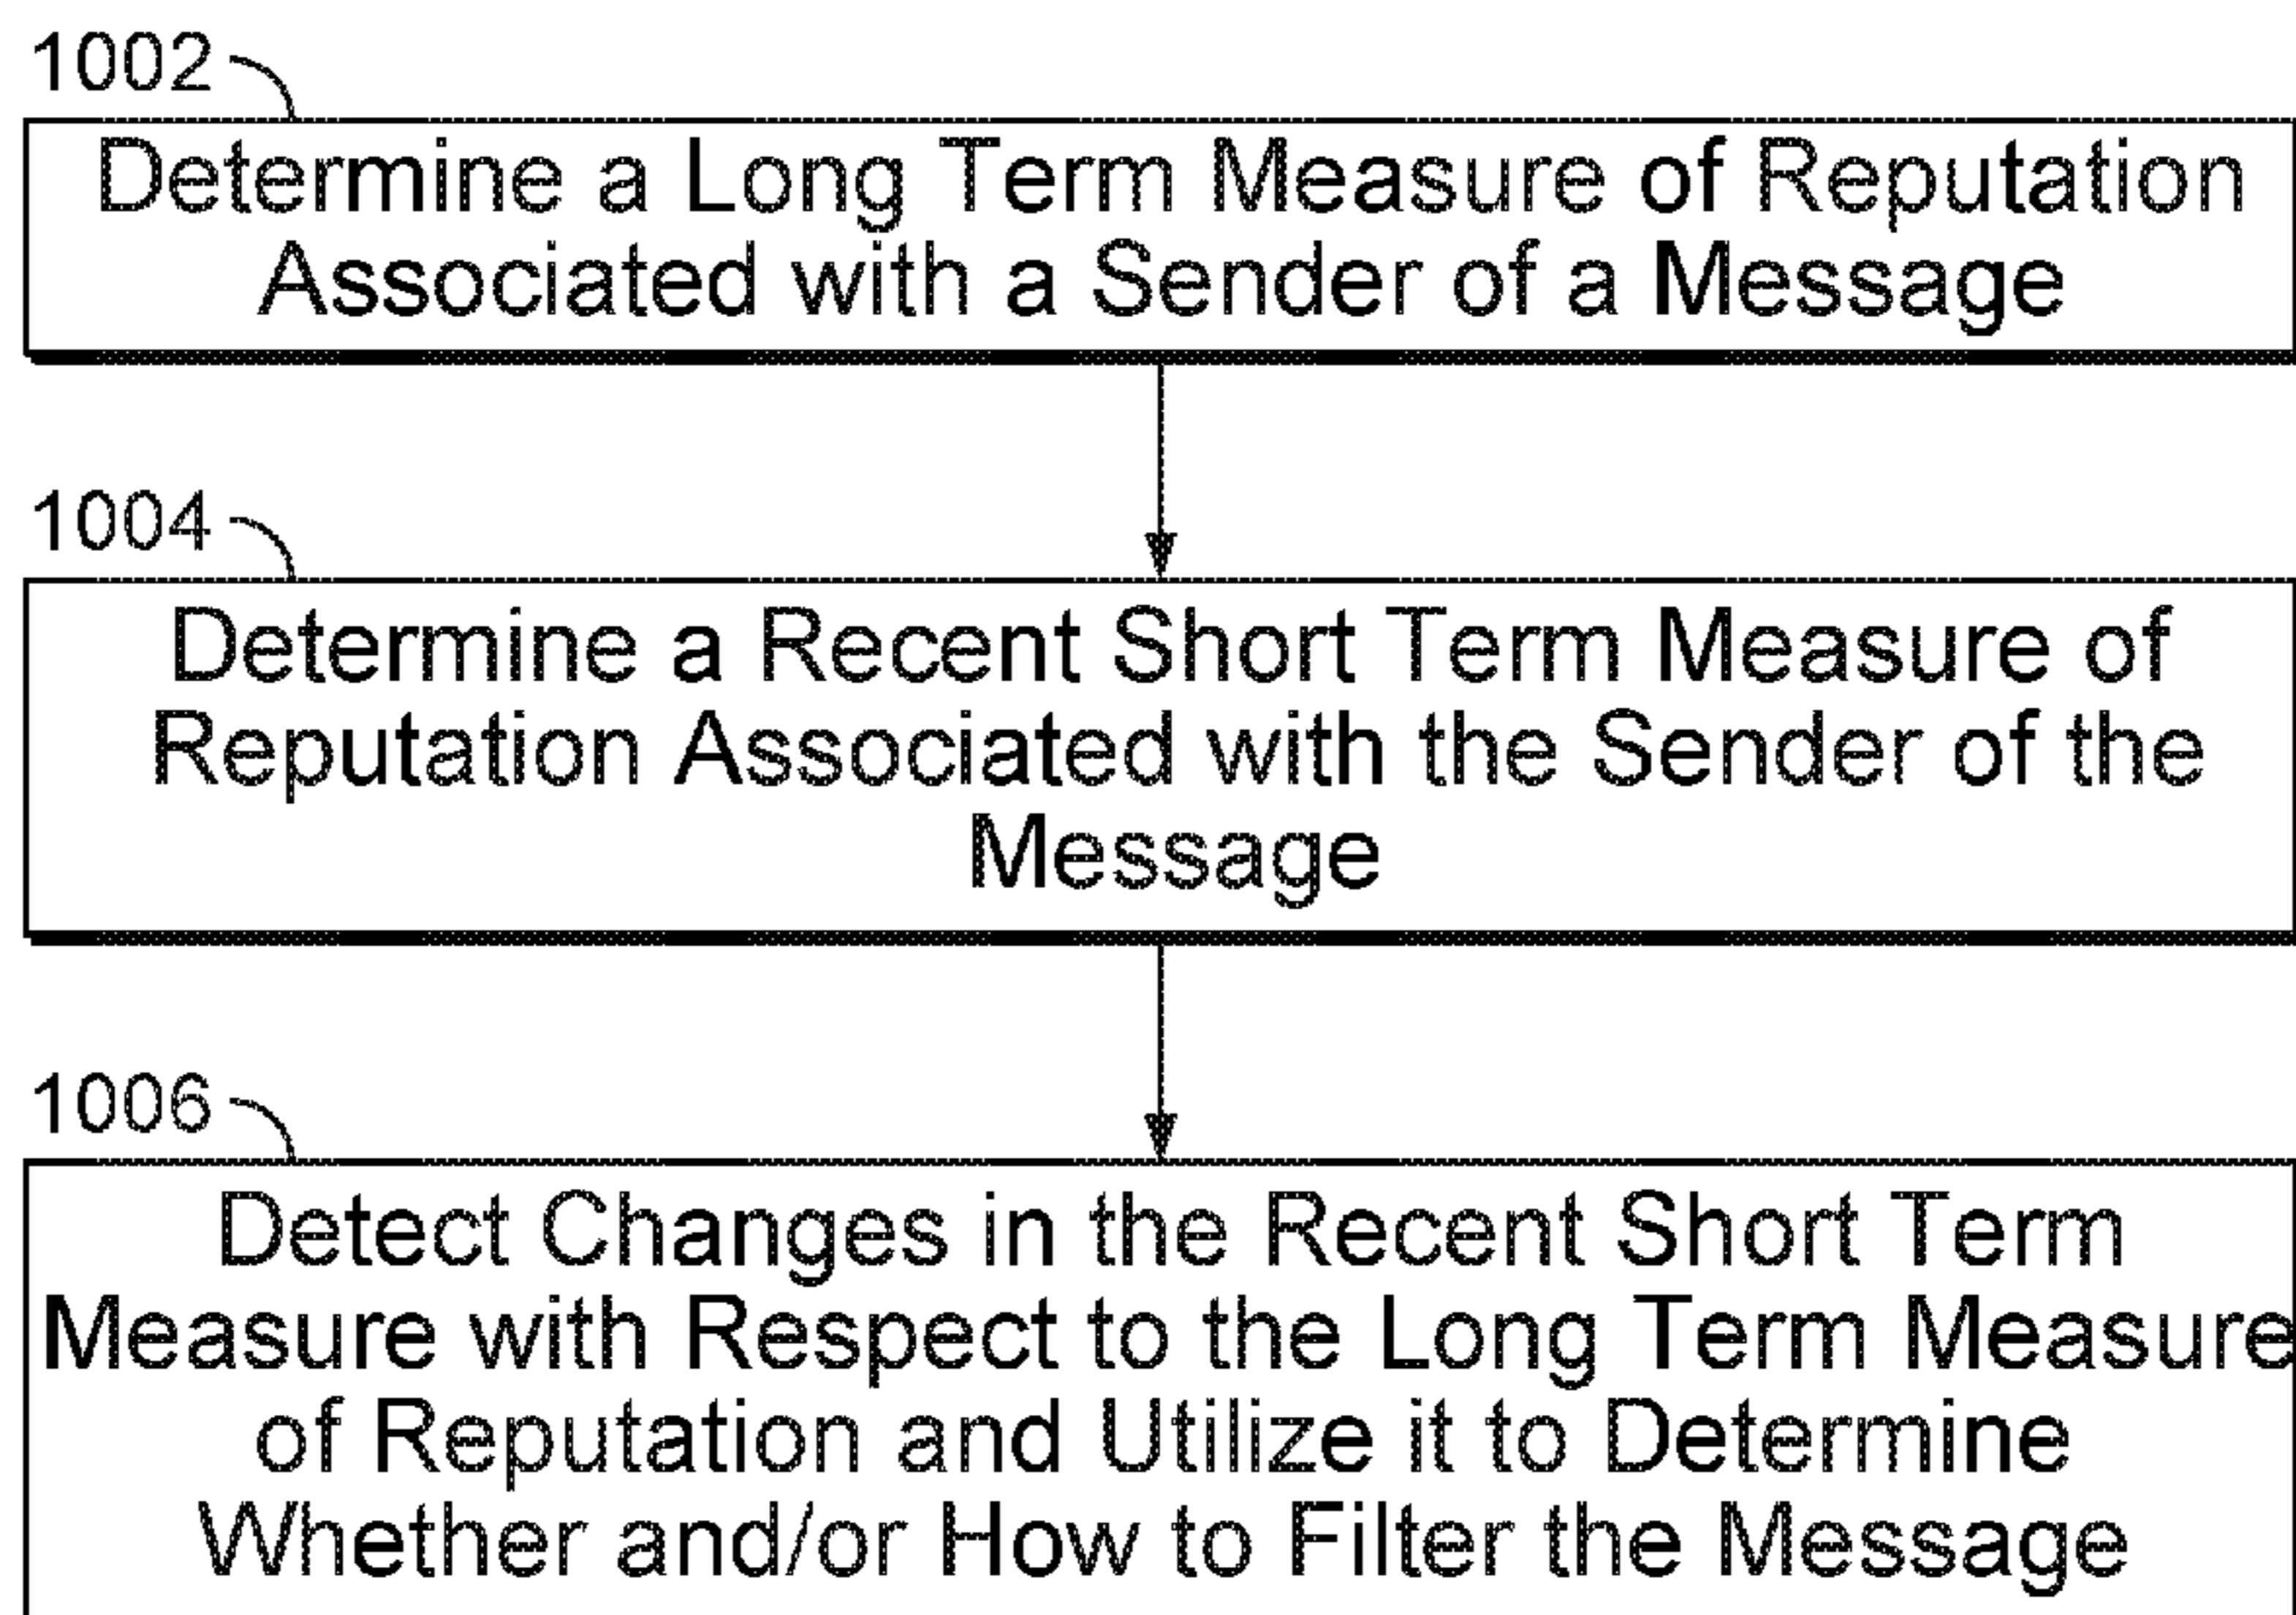 1002
Determine a Long Term Measure of Reputation
Associated with a Sender of a Message
1004
Determine a Recent Short Term Measure of
Reputation Associated with the Sender of the
Message
1006
Detect Changes in the Recent Short Term
Measure with Respect to the Long Term Measure
of Reputation and Utilize it to Determine
Whether and/or How to Filter the Message